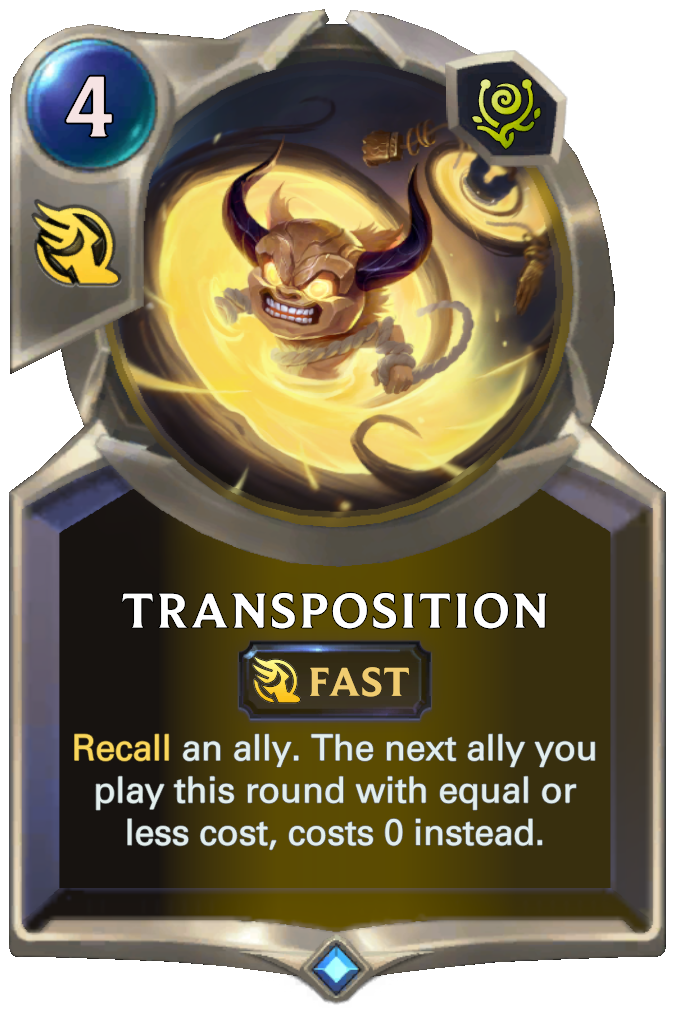 4
TRANSPOSITION
FAST
Recall an ally. The next ally you
play this round with equal or
less cost, costs 0 instead.